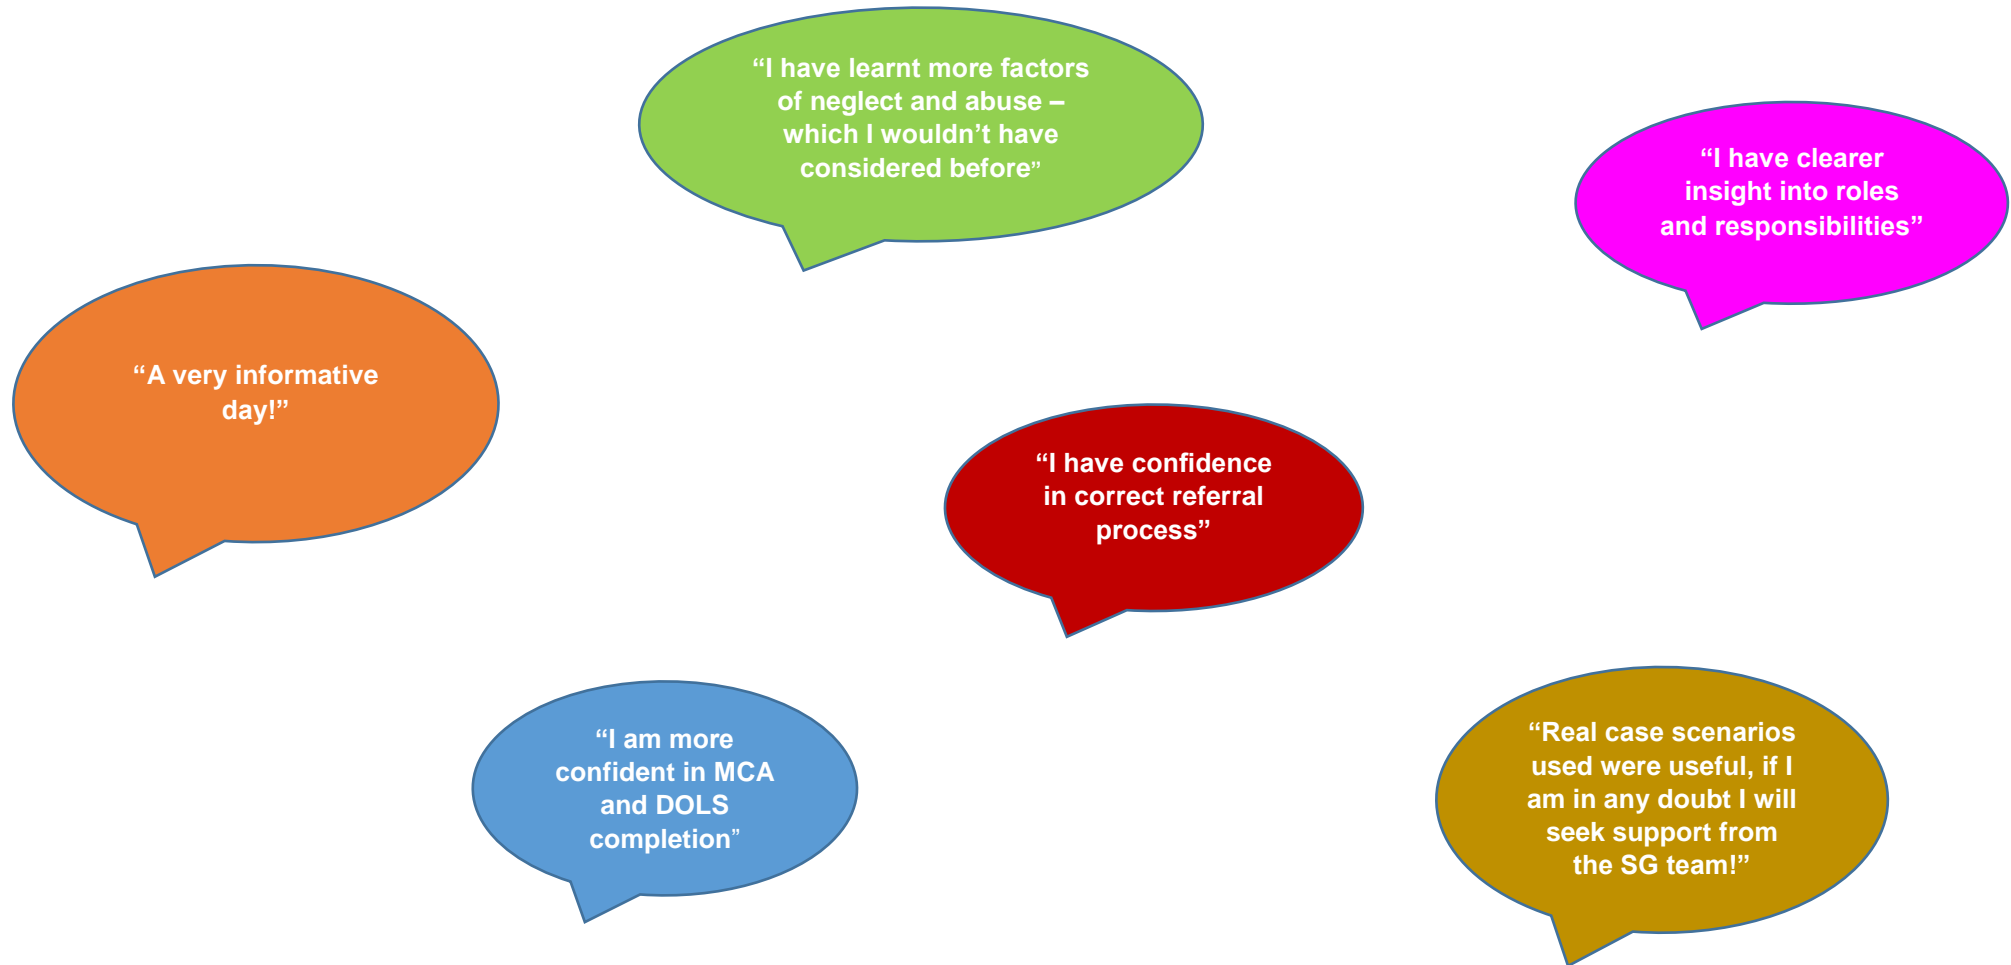 “I have learnt more factors
of neglect and abuse –
which I wouldn’t have
considered before”
“I have clearer
insight into roles
and responsibilities”
“A very informative
day!”
“I have confidence
in correct referral
process”
“I am more
confident in MCA
and DOLS
completion”
“Real case scenarios
used were useful, if I
am in any doubt I will
seek support from
the SG team!”